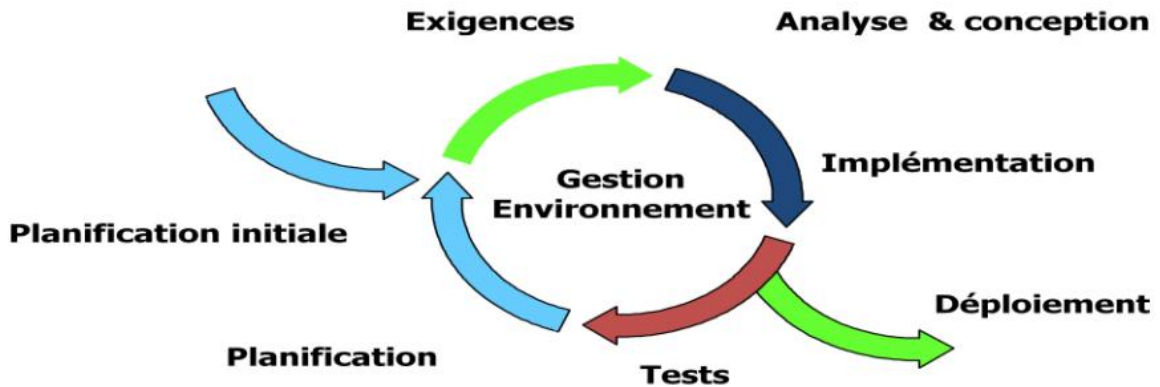 Exigences
Analyse & conception
Implémentation
Gestion
Environnement
Planification initiale
Déploiement
Planification
Tests